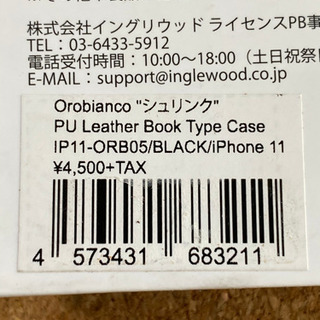 株式会社イングリウッド ライセンスPB事
TEL : 03-6433-5912
電話受付時間：10:00～18:00（土日祝祭
E-MAIL : support@inglewood.co.jp
Orobianco "シュリンク"
PU Leather Book Type Case
IP11-ORB05/BLACK/iPhone 11
¥4,500+TAX
4 573431 683211